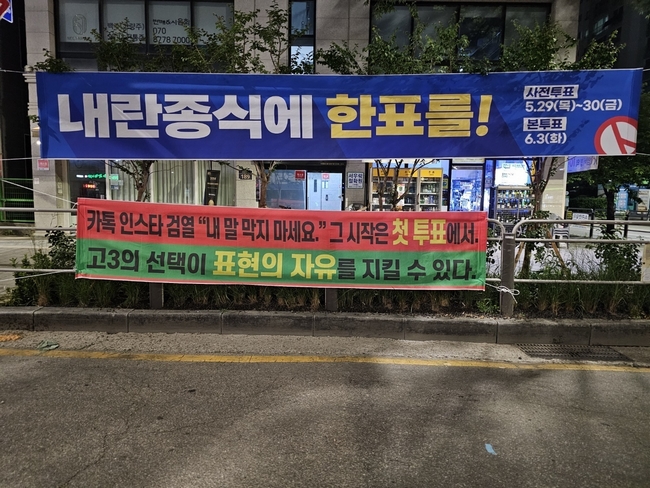 070
내란종식에 한표를!
사전투표
5.29(목)~30(금)
본투표
6.3(화)
카톡 인스타 검열 "내 말 막지 마세요." 그 시작은 첫 투표에서.
고3의 선택이 표현의 자유를 지킬 수 있다.